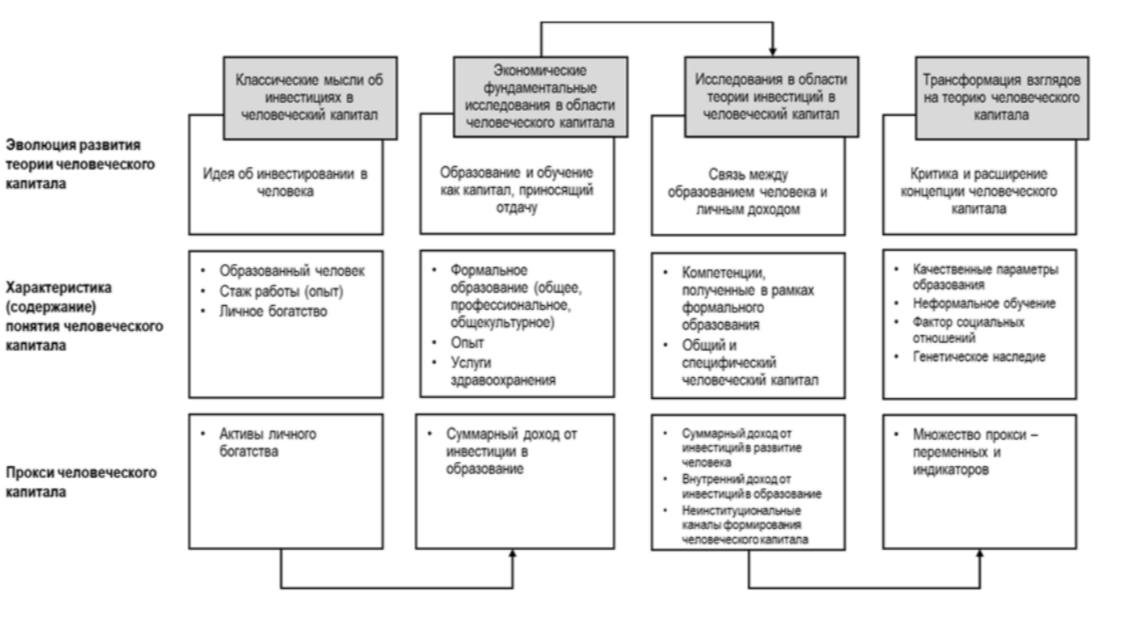 Классические мысли об
инвестициях в
человеческий капитал
Экономические
фундаментальные
исследования в области
человеческого капитала
Исследования в области
теории инвестиций в
человеческий капитал
Трансформация взглядов
на теорию человеческого
капитала
Эволюция развития
теории человеческого
капитала
Идея об инвестировании в
человека
Образование и обучение
как капитал, приносящий
отдачу
Связь между
образованием человека и
личным доходом
Критика и расширение
концепции человеческого
капитала
Характеристика
(содержание)
понятия человеческого
капитала
• Образованный человек
• Стаж работы (опыт)
• Личное богатство
• Формальное
образование (общее,
профессиональное,
общекультурное)
• Опыт
• Услуги
здравоохранения
• Компетенции,
полученные в рамках
формального
образования
• Общий и
специфический
человеческий капитал
• Качественные параметры
образования
• Неформальное обучение
• Фактор социальных
отношений
• Генетическое наследие
Прокси человеческого
капитала
• Активы личного
богатства
• Суммарный доход от
инвестиции в
образование
• Суммарный доход от
инвестиций в развитие
человека
• Внутренний доход от
инвестиций в образование
• Неинституциональные
каналы формирования
человеческого капитала
• Множество прокси –
переменных и
индикаторов